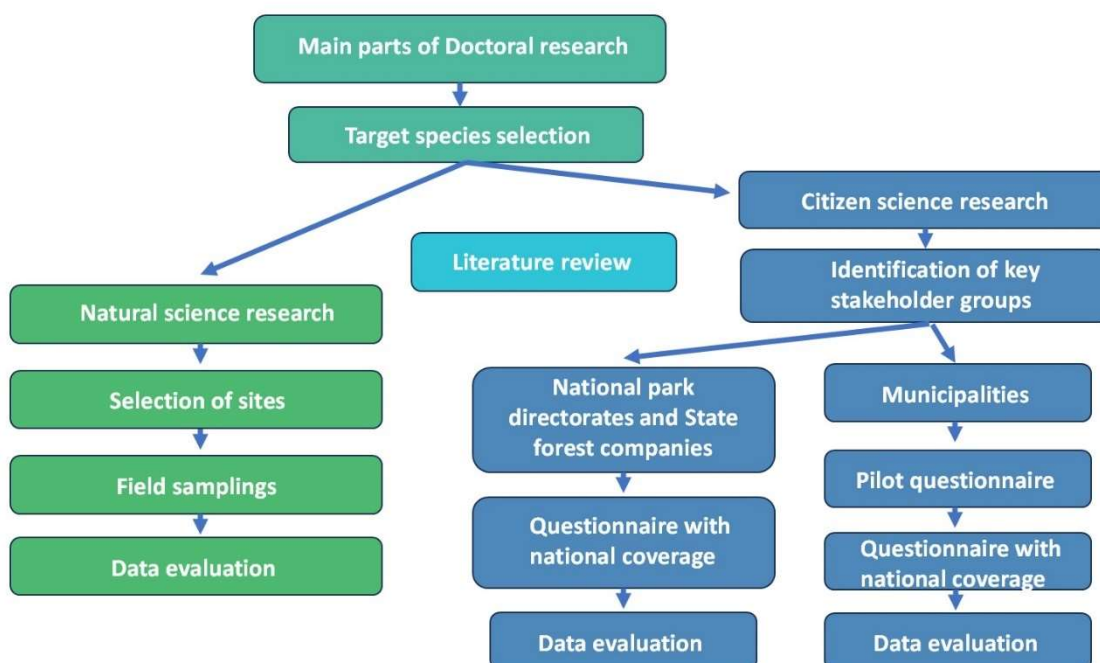 Main parts of Doctoral research
Target species selection
Citizen science research
Literature review
Identification of key
stakeholder groups
Natural science research
Selection of sites
Field samplings
Data evaluation
National park
directorates and State
forest companies
Questionnaire with
national coverage
Data evaluation
Municipalities
Pilot questionnaire
Questionnaire with
national coverage
Data evaluation